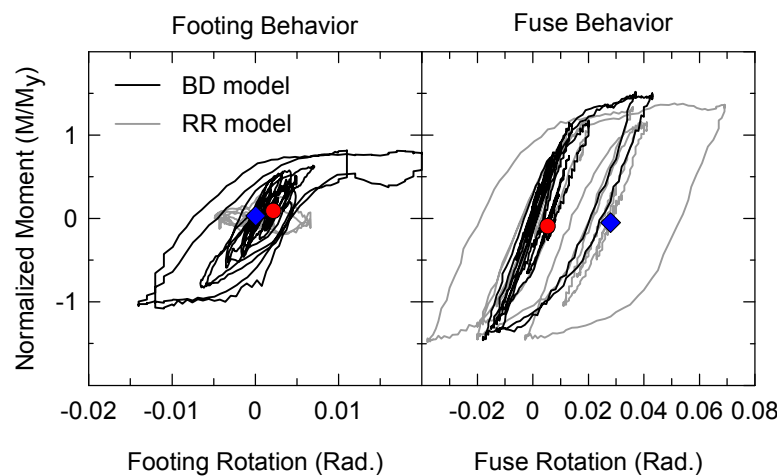 Footing Behavior
Fuse Behavior
Normalized Moment (M/My)
1
0
-1
BD model
RR model
-0.02 -0.01 0 0.01
-0.02 0 0.02 0.04 0.06 0.08
Footing Rotation (Rad.)
Fuse Rotation (Rad.)